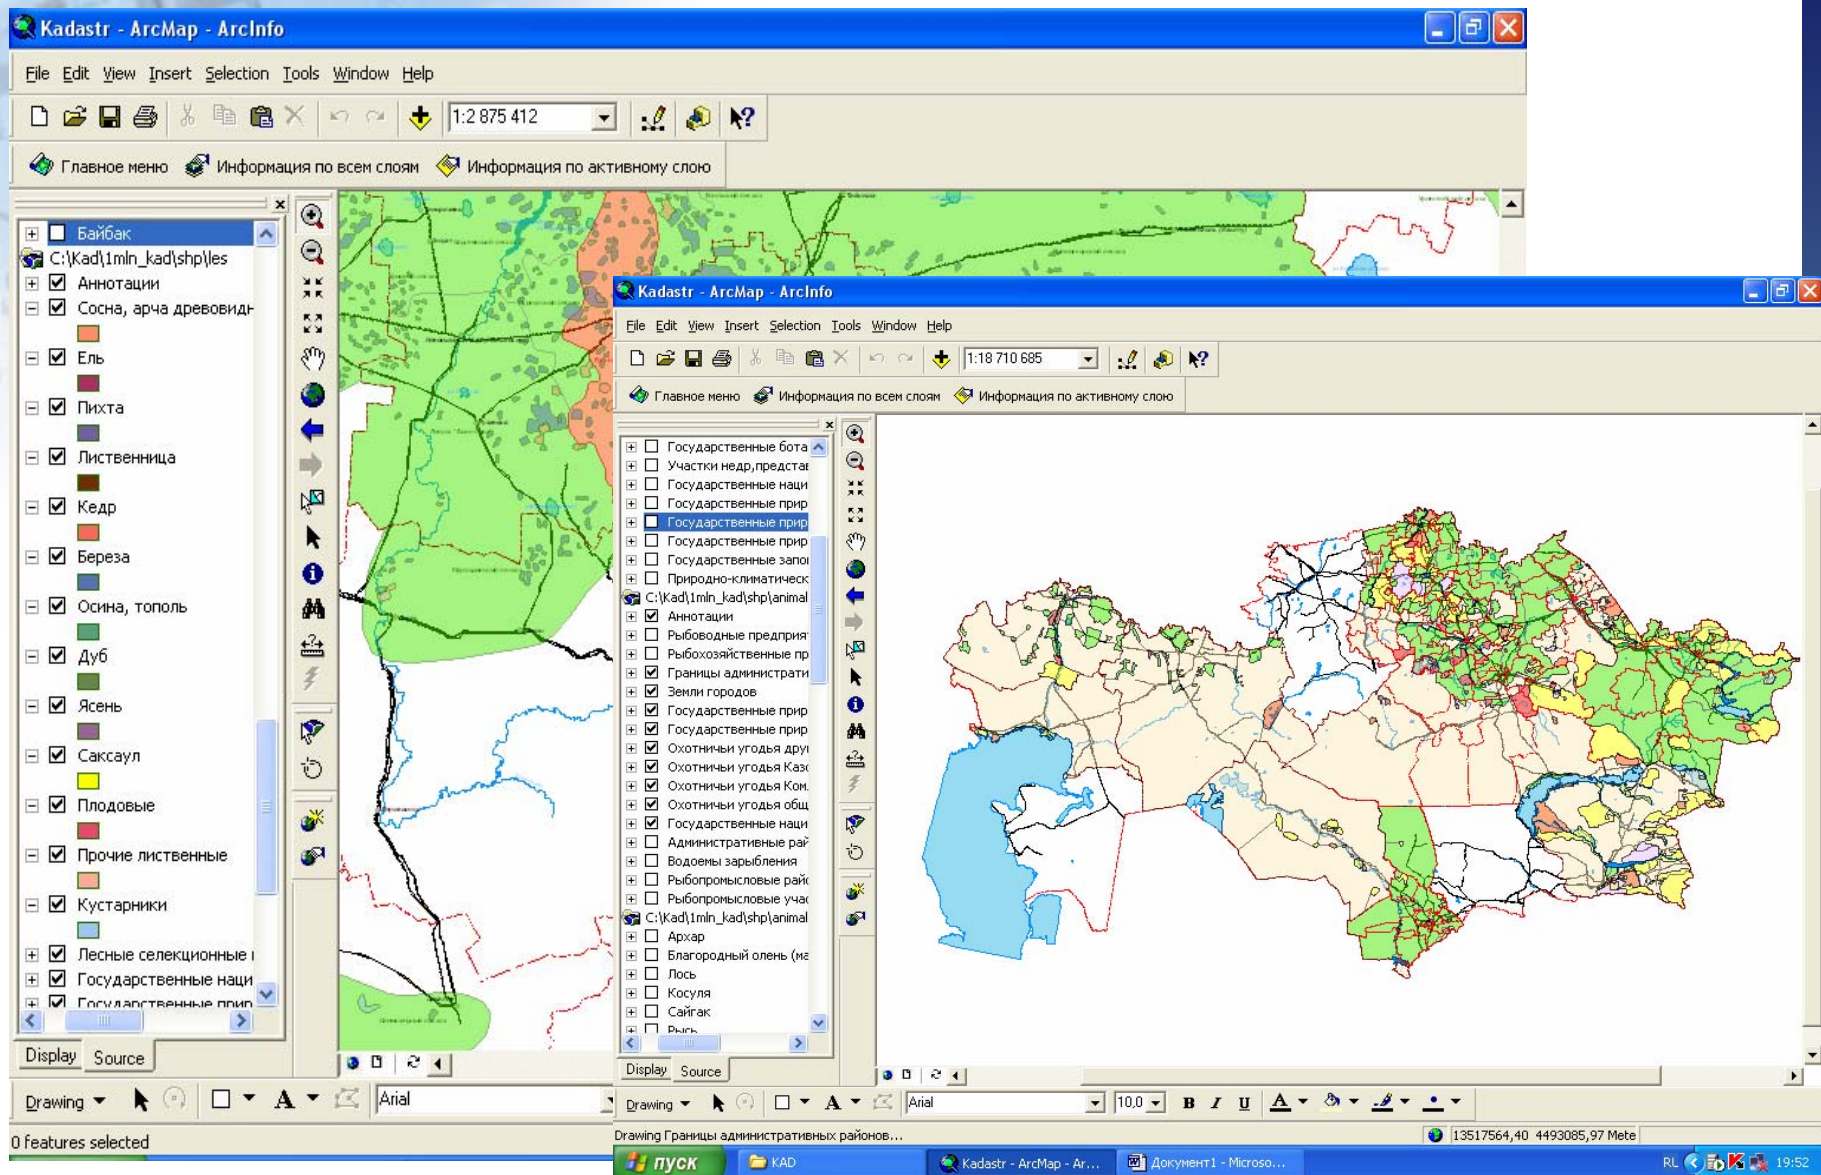 Kadastr - ArcMap - ArcInfo
File Edit View Insert Selection Tools Window Help
1:2 875 412
Главное меню Информация по всем слоям Информация по активному слою
Байбак
C:\Kad\1mln_kad\shp\les
Аннотации
Сосна, арча древовидн
Ель
Пихта
Лиственница
Кедр
Береза
Осина, тополь
Дуб
Ясень
Саксаул
Плодовые
Прочие лиственные
Кустарники
Лесные селекционные
Государственные наци
Государственные прир
Display Source
Drawing A Arial
0 features selected
Kadastr - ArcMap - ArcInfo
File Edit View Insert Selection Tools Window Help
1:18 710 685
Главное меню Информация по всем слоям Информация по активному слою
Государственные бота
Участки недр,предста
Государственные наци
Государственные прир
Государственные прир
Государственные прир
Государственные запо
Природно-климатическ
C:\Kad\1mln_kad\shp\animal
Аннотации
Рыбоводные предприя
Рыбохозяйственные пр
Границы администрати
Земли городов
Государственные прир
Государственные прир
Охотничьи угодья дру
Охотничьи угодья Каз
Охотничьи угодья Ком
Охотничьи угодья общ
Государственные наци
Административные рай
Водоемы зарыбления
Рыбопромысловые райо
Рыбопромысловые учас
C:\Kad\1mln_kad\shp\animal
Архар
Благородный олень (ма
Лось
Косуля
Сайгак
Рысь
Display Source
Drawing A Arial 10,0 B I U A
Drawing Границы административных районов...
13517564,40 4493085,97 Mete
пуск KAD Kadastr - ArcMap - Ar... Документ1 - Microso... RL 19:52